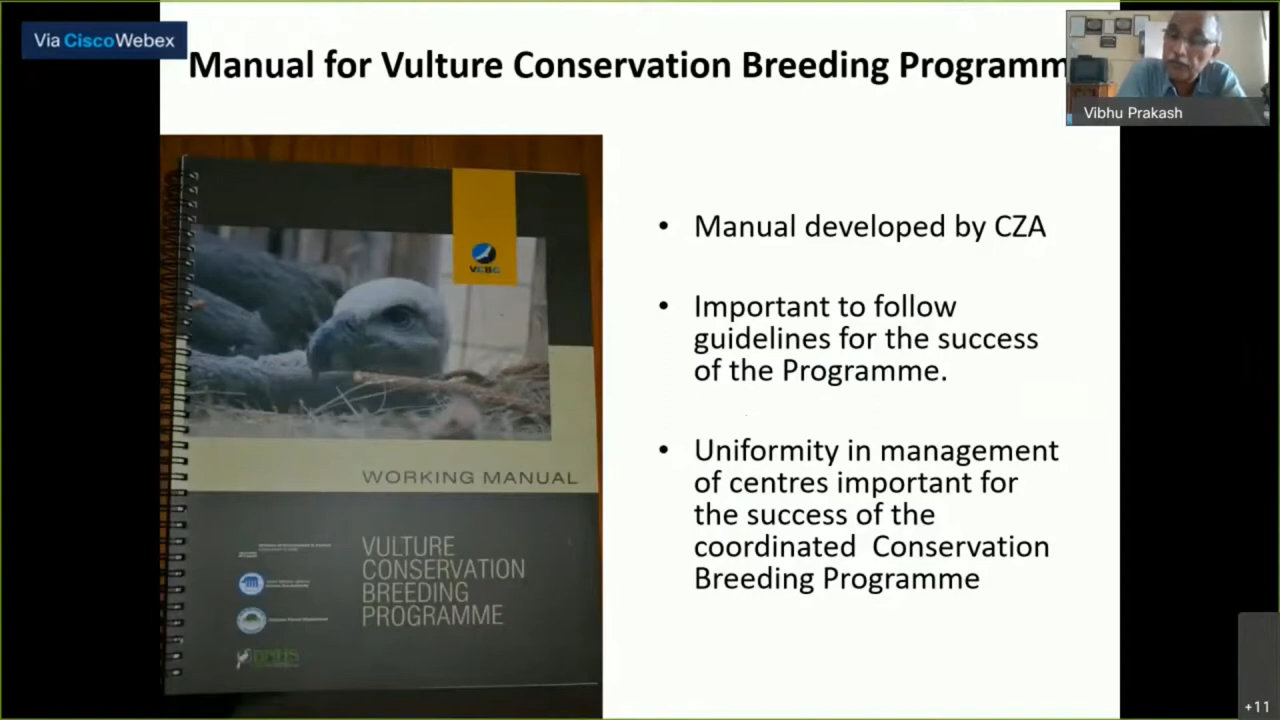 Via CiscoWebex
Manual for Vulture Conservation Breeding Programm
Vibhu Prakash
• Manual developed by CZA
• Important to follow
guidelines for the success
of the Programme.
• Uniformity in management
of centres important for
the success of the
coordinated Conservation
Breeding Programme
VCBC
WORKING MANUAL
VULTURE
CONSERVATION
BREEDING
PROGRAMME
BNHS
+11